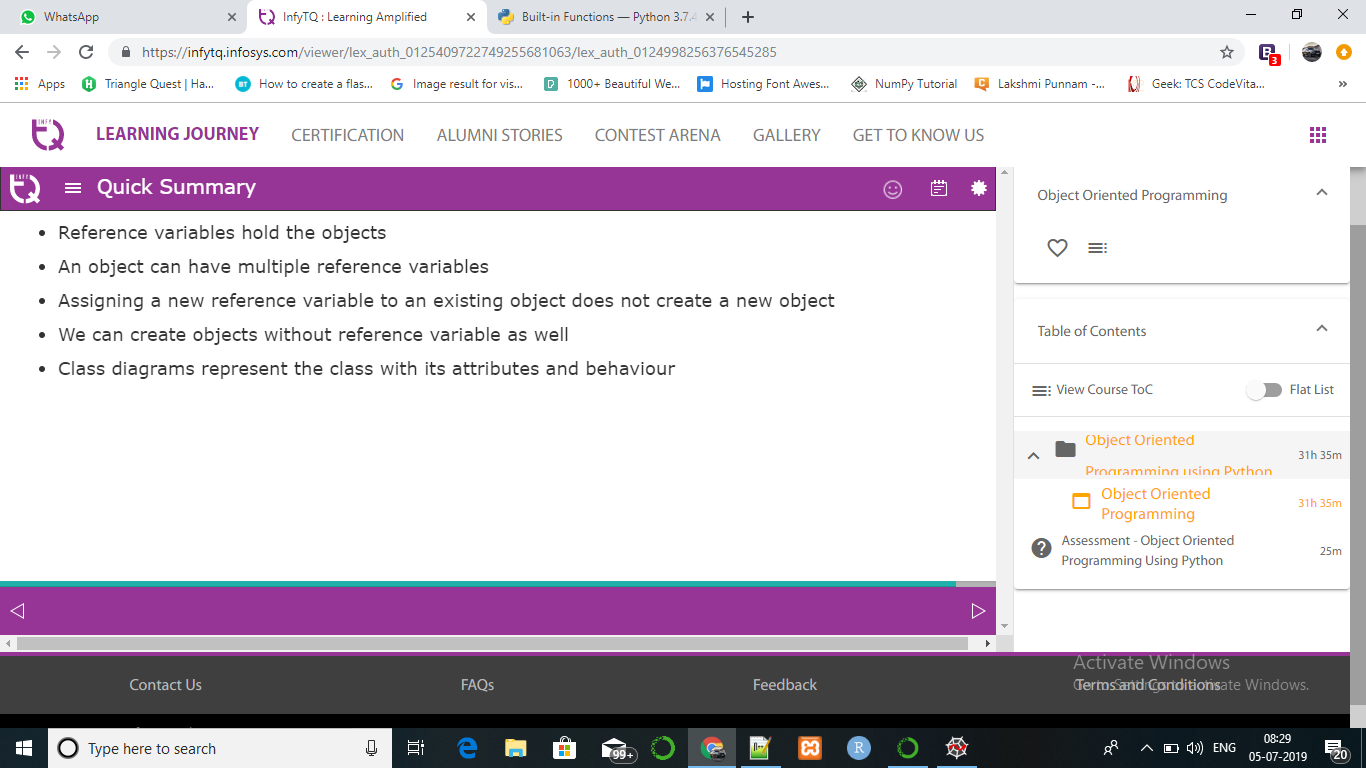 WhatsApp
InfyTQ : Learning Amplified
Built-in Functions — Python 3.7.4
https://infytq.infosys.com/viewer/lex_auth_0125409722749255681063/lex_auth_0124998256376545285
B
3
Apps
Triangle Quest | Ha...
BT
How to create a flas...
Image result for vis...
1000+ Beautiful We...
Hosting Font Awes...
NumPy Tutorial
Lakshmi Punnam -...
Geek: TCS CodeVita...
INFY TQ
LEARNING JOURNEY
CERTIFICATION
ALUMNI STORIES
CONTEST ARENA
GALLERY
GET TO KNOW US
INFY TQ
Quick Summary
• Reference variables hold the objects
• An object can have multiple reference variables
• Assigning a new reference variable to an existing object does not create a new object
• We can create objects without reference variable as well
• Class diagrams represent the class with its attributes and behaviour
Object Oriented Programming
Table of Contents
View Course ToC
Flat List
Object Oriented
Programming using Python
31h 35m
Object Oriented
Programming
31h 35m
Assessment - Object Oriented
Programming Using Python
25m
Contact Us
FAQs
Feedback
Terms and Conditions
Activate Windows
Go to Settings to activate Windows.
Type here to search
99+
R
ENG
08:29
05-07-2019
20